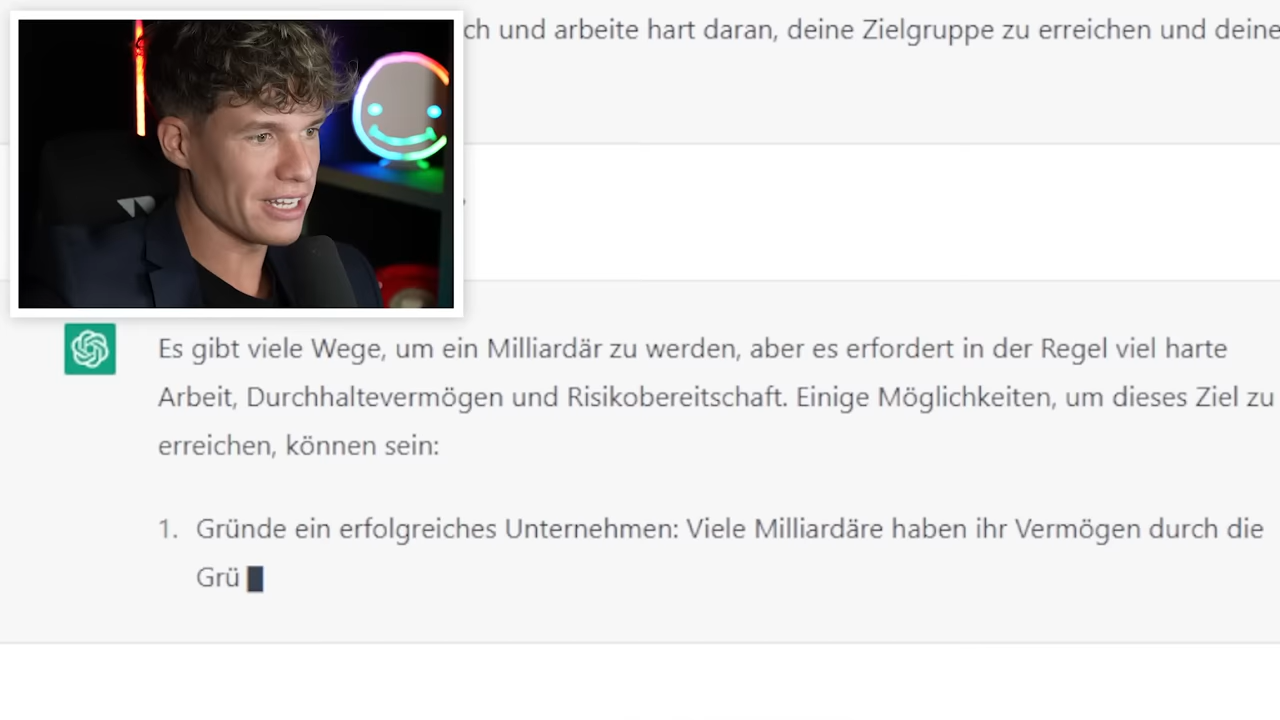 ch und arbeite hart daran, deine Zielgruppe zu erreichen und deine
Es gibt viele Wege, um ein Milliardär zu werden, aber es erfordert in der Regel viel harte
Arbeit, Durchhaltevermögen und Risikobereitschaft. Einige Möglichkeiten, um dieses Ziel zu
erreichen, können sein:
1. Gründe ein erfolgreiches Unternehmen: Viele Milliardäre haben ihr Vermögen durch die
Grü